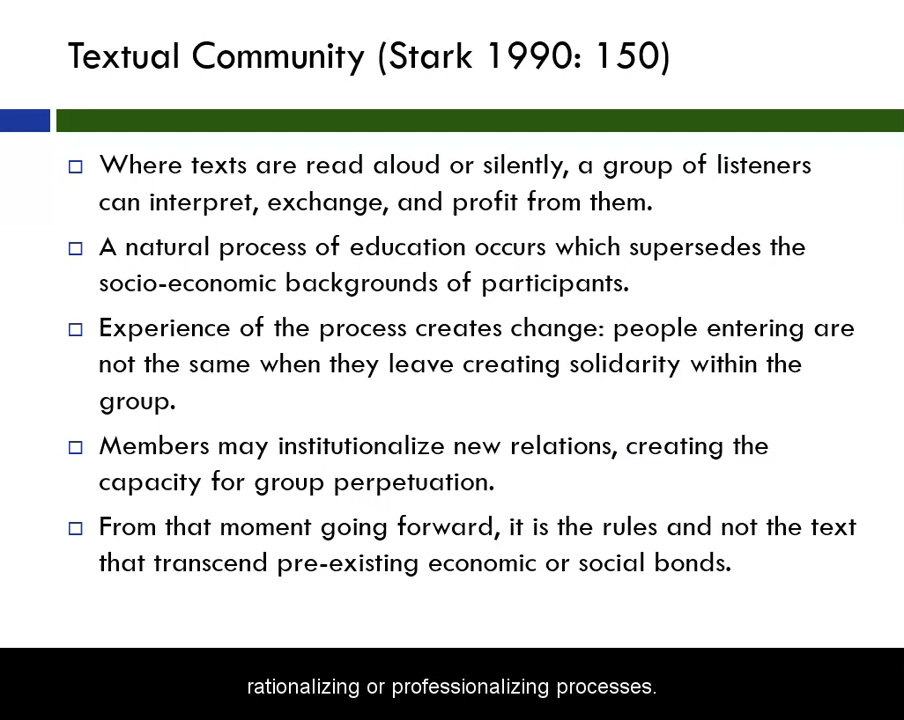 Textual Community (Stark 1990: 150)
Where texts are read aloud or silently, a group of listeners
can interpret, exchange, and profit from them.
A natural process of education occurs which supersedes the
socio-economic backgrounds of participants.
Experience of the process creates change: people entering are
not the same when they leave creating solidarity within the
group.
Members may institutionalize new relations, creating the
capacity for group perpetuation.
From that moment going forward, it is the rules and not the text
that transcend pre-existing economic or social bonds.
rationalizing or professionalizing processes.